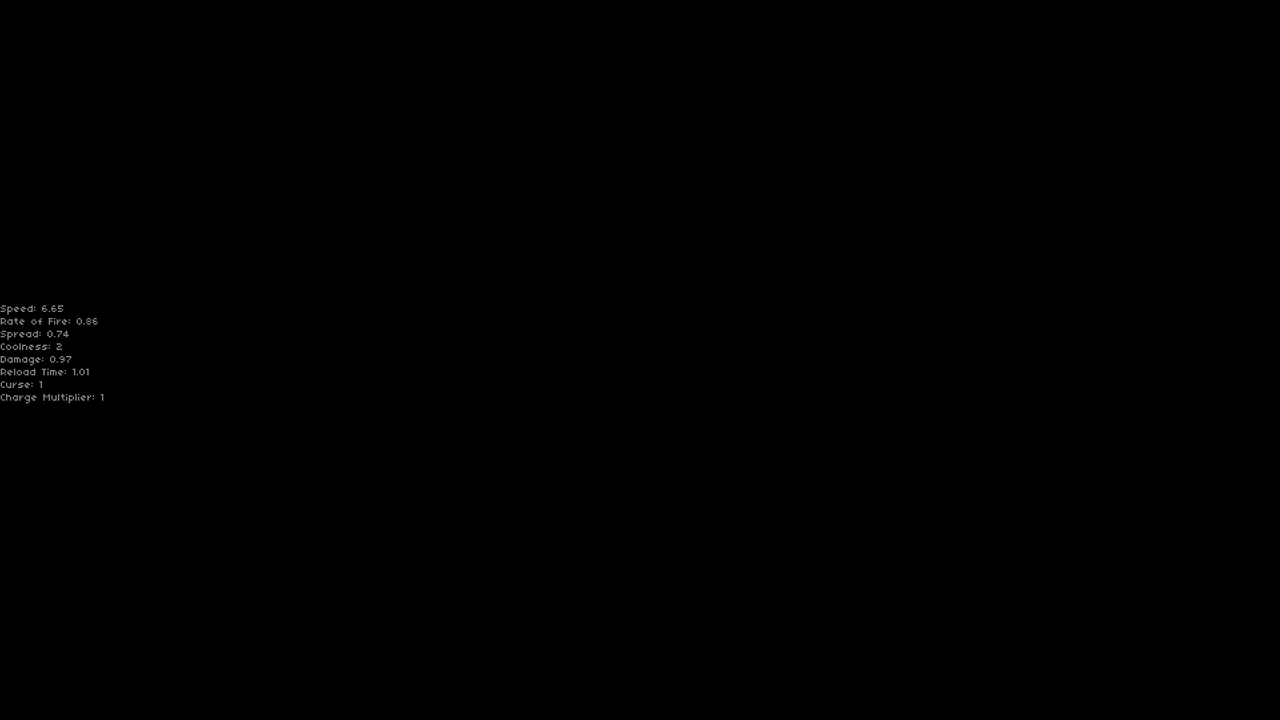 Speed: 6.65
Rate of Fire: 0.86
Spread: 0.74
Coolness: 2
Damage: 0.97
Reload Time: 1.01
Curse: 1
Charge Multiplier: 1